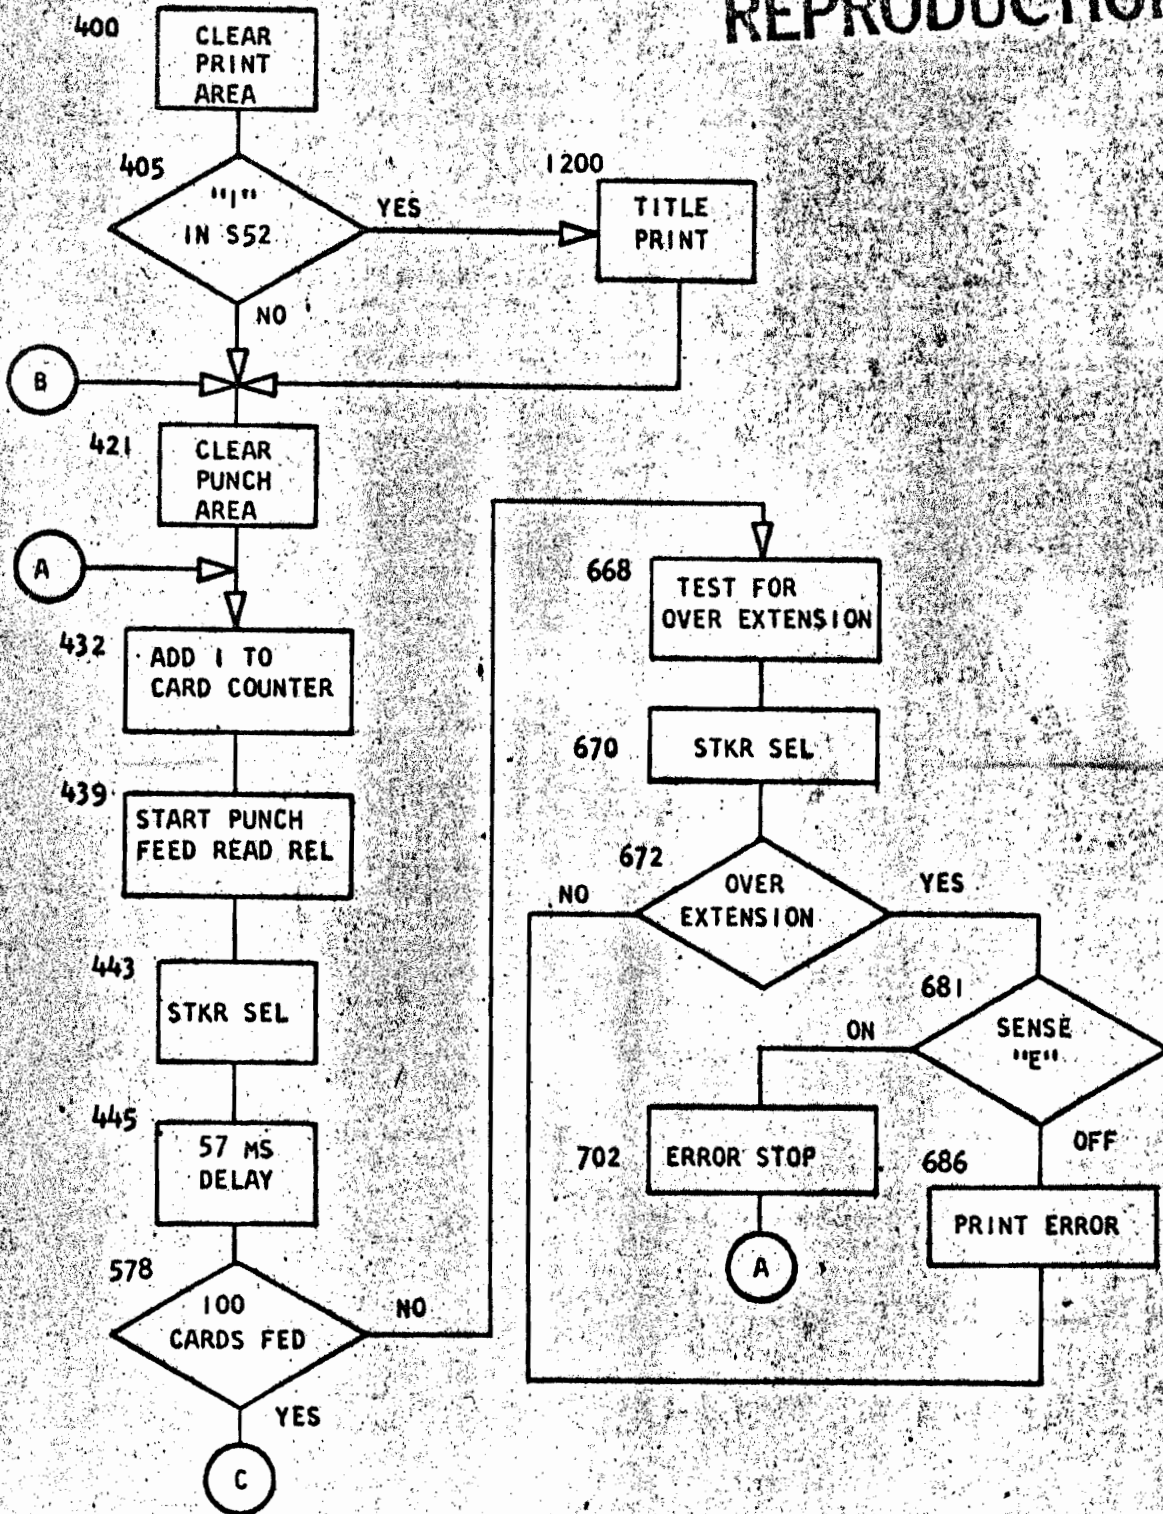 REPRODUCTION
400
CLEAR
PRINT
AREA
405
"1"
IN S52
YES
NO
1200
TITLE
PRINT
B
421
CLEAR
PUNCH
AREA
A
432
ADD 1 TO
CARD COUNTER
439
START PUNCH
FEED READ REL
443
STKR SEL
445
57 MS
DELAY
578
100
CARDS FED
NO
YES
C
668
TEST FOR
OVER EXTENSION
670
STKR SEL
672
OVER
EXTENSION
NO
YES
681
SENSE
"E"
ON
OFF
702
ERROR STOP
A
686
PRINT ERROR